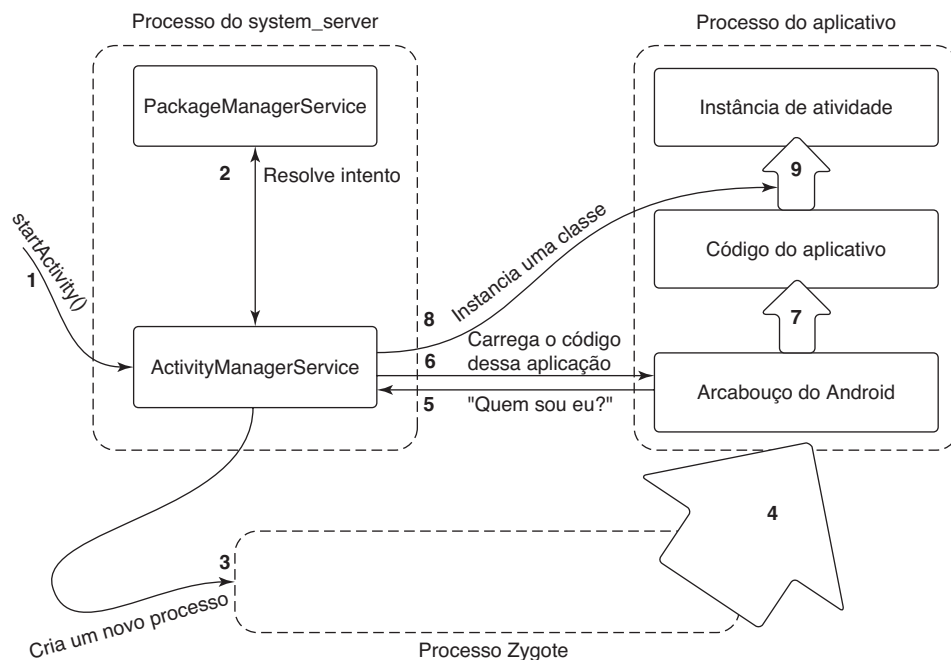 Processo do system_server
Processo do aplicativo
PackageManagerService
Instância de atividade
2
Resolve intento
9
startActivity()
1
Instancia uma classe
Código do aplicativo
8
7
Carrega o código
dessa aplicação
6
ActivityManagerService
Arcabouço do Android
5
"Quem sou eu?"
4
3
Cria um novo processo
Processo Zygote